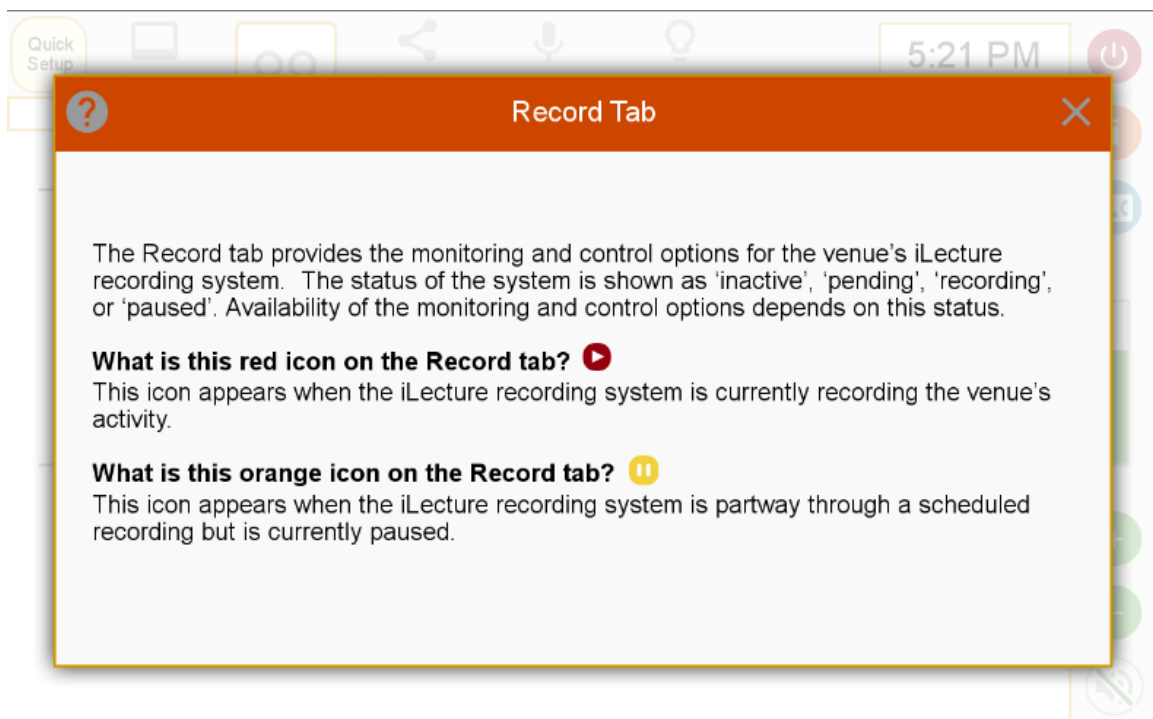 Quick
Setup
5:21 PM
Record Tab
The Record tab provides the monitoring and control options for the venue's iLecture
recording system.  The status of the system is shown as 'inactive', 'pending', 'recording',
or 'paused'. Availability of the monitoring and control options depends on this status.
What is this red icon on the Record tab?
This icon appears when the iLecture recording system is currently recording the venue's
activity.
What is this orange icon on the Record tab?
This icon appears when the iLecture recording system is partway through a scheduled
recording but is currently paused.